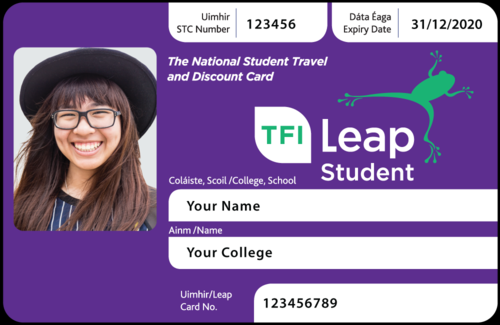 Uimhir
STC Number
123456
Dáta Éaga
Expiry Date
31/12/2020
The National Student Travel
and Discount Card
TFI
Leap
Student
Coláiste, Scoil /College, School
Your Name
Ainm /Name
Your College
Uimhir/Leap
Card No.
123456789